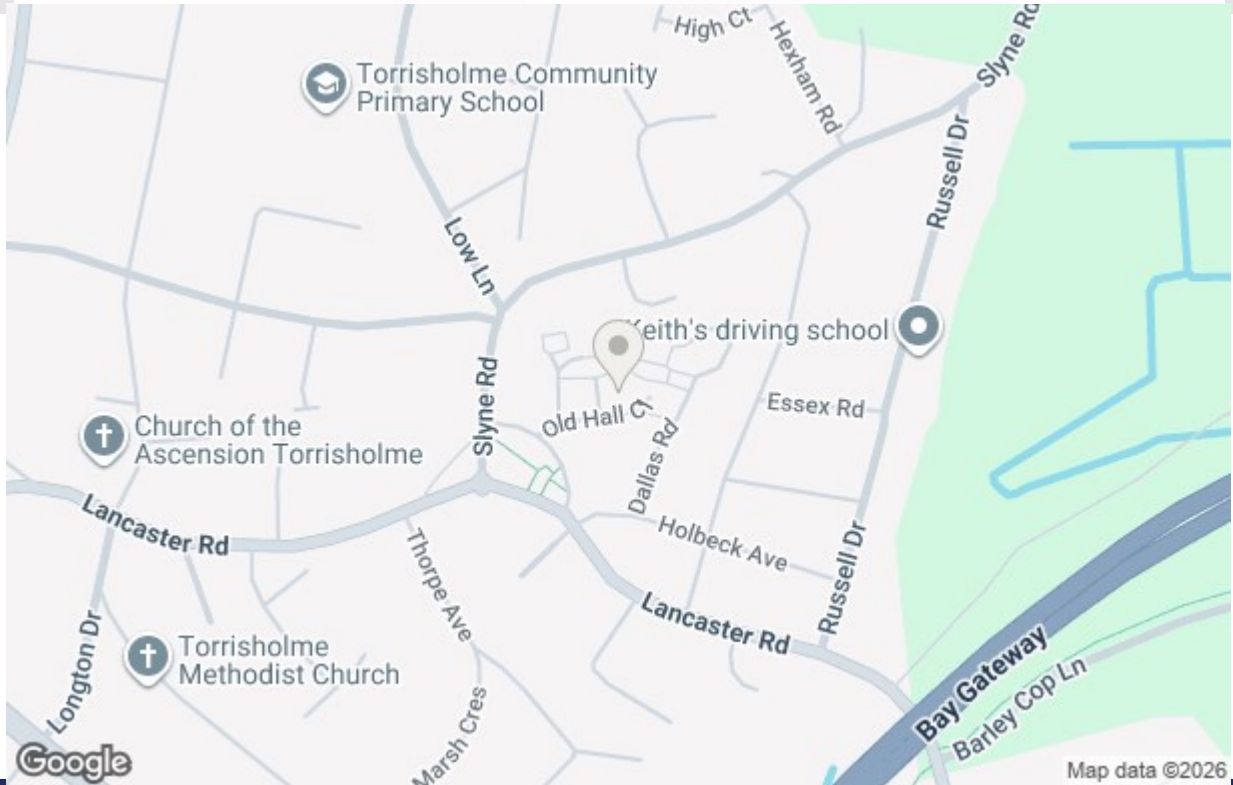 High Ct
Hexham Rd
Slyne Rd
Torrisholme Community
Primary School
Russell Dr
Low Ln
Keith's driving school
Slyne Rd
Old Hall Ct
Essex Rd
Church of the
Ascension Torrisholme
Dallas Rd
Lancaster Rd
Holbeck Ave
Thorpe Ave
Russell Dr
Lancaster Rd
Longton Dr
Torrisholme
Methodist Church
Marsh Cres
Bay Gateway
Barley Cop Ln
Google
Map data ©2026